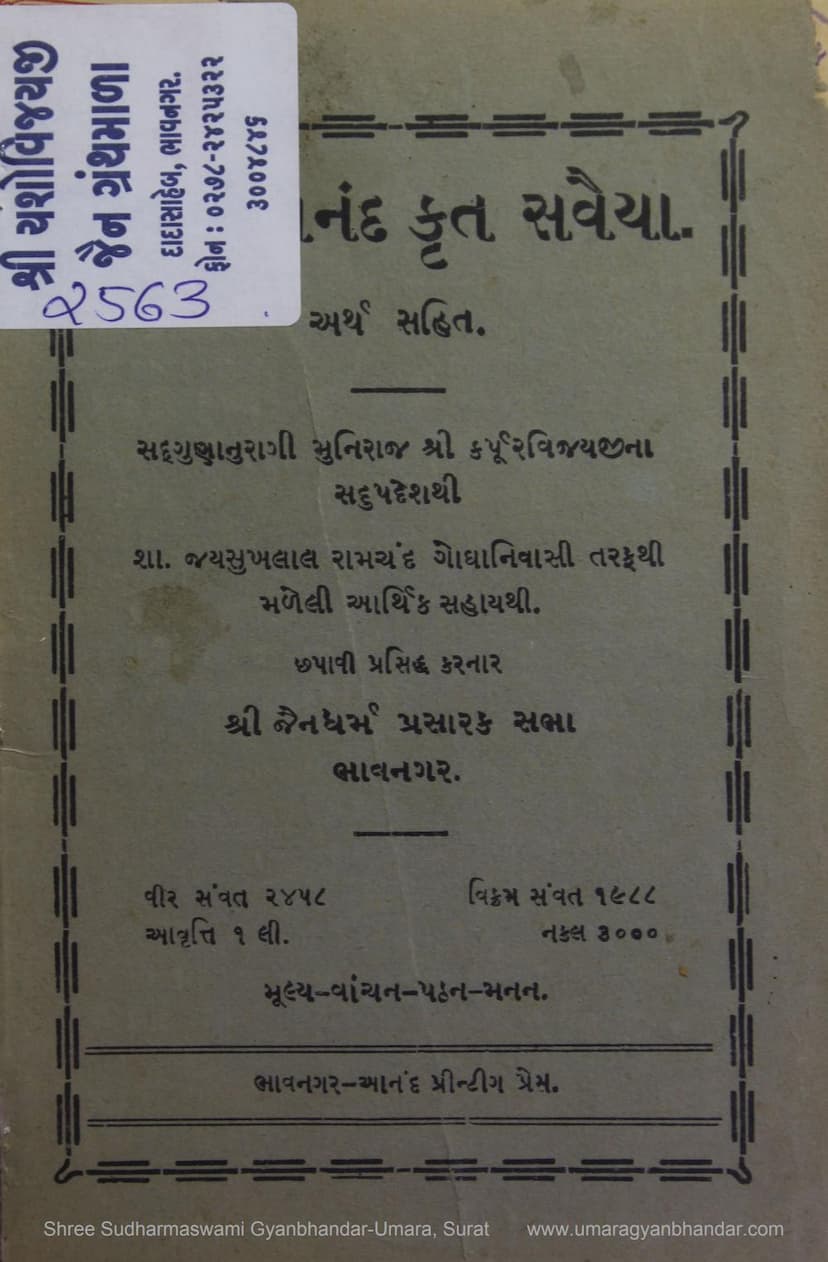 શ્રી યશોવિજયજી
જૈન ગ્રંથમાળા
દાદાસાહેબ, ભાવનગર.
ફોન : ૦૨૭૮-૨૪૨૫૩૨૨
૩૦૦૪૮૪૬
૨563
નંદ કૃત સવૈયા.
અર્થ સહિત.
સદ્દગુણાનુરાગી મુનિરાજ શ્રી કર્પૂરવિજયજીના
સદુપદેશથી
શા. જયસુખલાલ રામચંદ ગોઘાનિવાસી તરફથી
મળેલી આર્થિક સહાયથી.
છપાવી પ્રસિદ્ધ કરનાર
શ્રી જૈનધર્મ પ્રસારક સભા
ભાવનગર.
વીર સંવત ૨૪૫૮ વિક્રમ સંવત ૧૯૮૮
આવૃત્તિ ૧ લી. નકલ ૩૦૦૦
મૂલ્ય–વાંચન–પઠન–મનન.
ભાવનગર–આનંદ પ્રીન્ટીગ પ્રેસ.
Shree Sudharmaswami Gyanbhandar-Umara, Surat www.umaragyanbhandar.com